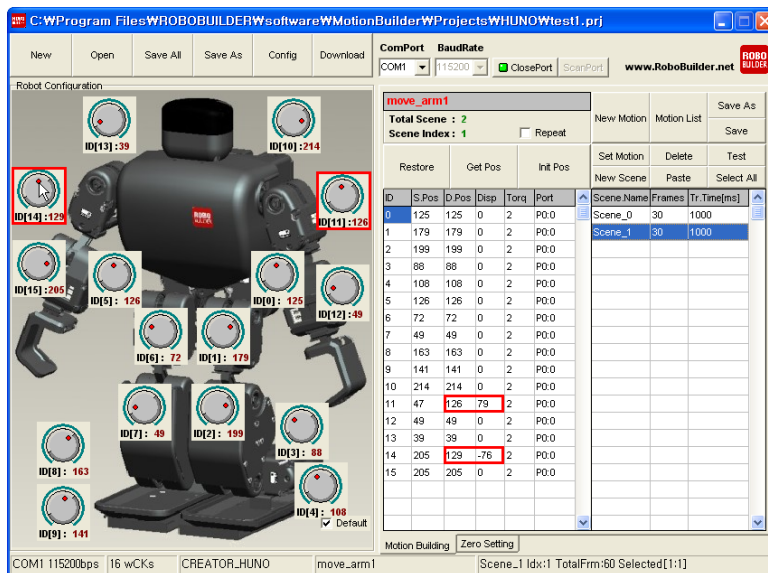 C:₩Program Files₩ROBOBUILDER₩software₩MotionBuilder₩Projects₩HUNO₩test1.prj
New Open Save All Save As Config Download
ComPort BaudRate
COM1 115200 ClosePort ScanPort www.RoboBuilder.net ROBO BUILDER
Robot Configuration
ID[13] :39
ID[10] :214
ID[14] :129
ID[11] :126
ROBO
ID[15] :205
ID[5] : 126
ID[0] : 125
ID[12] :49
ID[6] : 72
ID[1] : 179
ID[7] : 49
ID[2] : 199
ID[3] : 88
ID[8] : 163
ID[4] : 108
ID[9] : 141
Default
move_arm1
Total Scene : 2
Scene Index : 1 Repeat
Restore Get Pos Init Pos
New Motion Motion List Save As
Save
Set Motion Delete Test
New Scene Paste Select All
ID S.Pos D.Pos Disp Torq Port
0 125 125 0 2 P0:0
1 179 179 0 2 P0:0
2 199 199 0 2 P0:0
3 88 88 0 2 P0:0
4 108 108 0 2 P0:0
5 126 126 0 2 P0:0
6 72 72 0 2 P0:0
7 49 49 0 2 P0:0
8 163 163 0 2 P0:0
9 141 141 0 2 P0:0
10 214 214 0 2 P0:0
11 47 126 79 2 P0:0
12 49 49 0 2 P0:0
13 39 39 0 2 P0:0
14 205 129 -76 2 P0:0
15 205 205 0 2 P0:0
Scene.Name Frames Tr.Time[ms]
Scene_0 30 1000
Scene_1 30 1000
Motion Building Zero Setting
COM1 115200bps 16 wCKs CREATOR_HUNO move_arm1 Scene_1 Idx:1 TotalFrm:60 Selected[1:1]